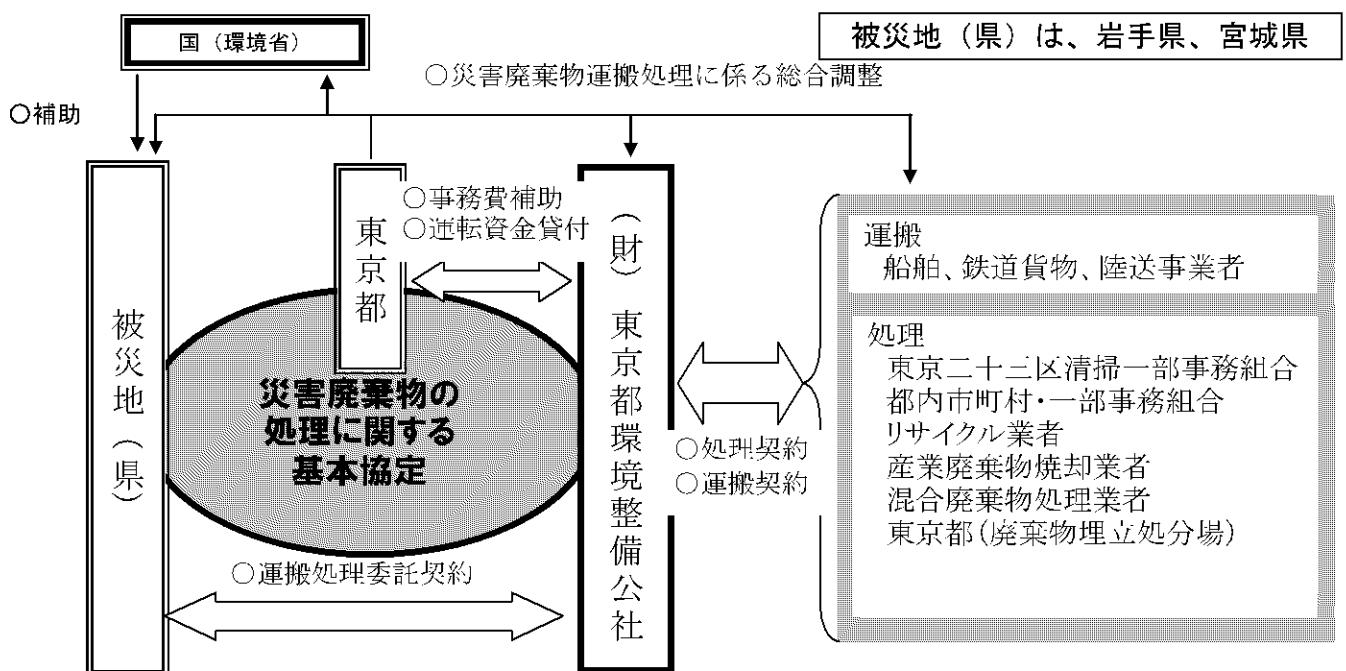 国（環境省）
被災地（県）は、岩手県、宮城県
○災害廃棄物運搬処理に係る総合調整
○補助
被災地（県）
東京都
○事務費補助
○運転資金貸付
（財）東京都環境整備公社
災害廃棄物の
処理に関する
基本協定
○運搬処理委託契約
○処理契約
○運搬契約
運搬
船舶、鉄道貨物、陸送事業者
処理
東京二十三区清掃一部事務組合
都内市町村・一部事務組合
リサイクル業者
産業廃棄物焼却業者
混合廃棄物処理業者
東京都（廃棄物埋立処分場）